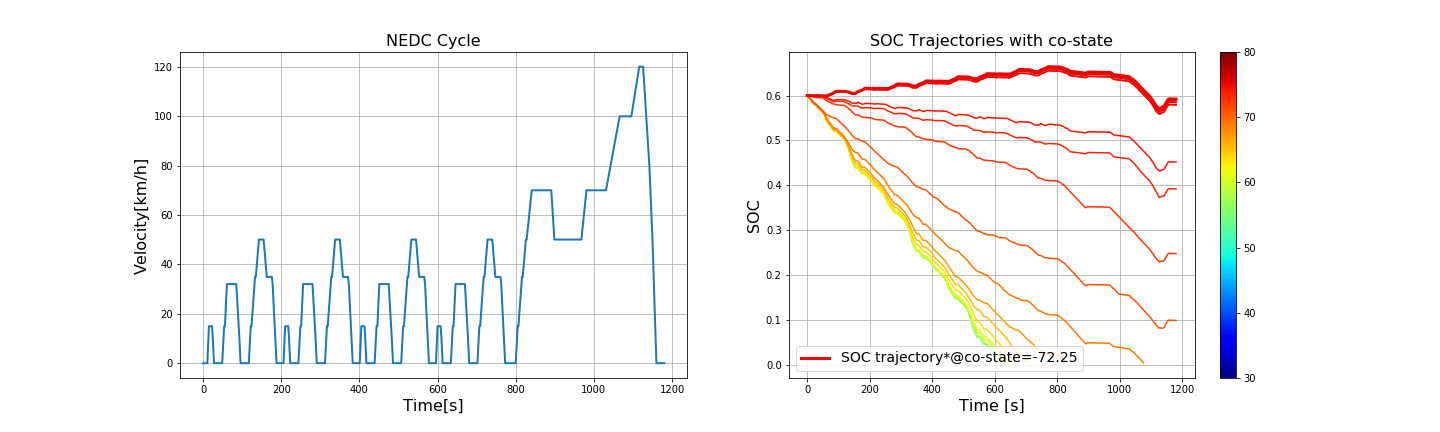 NEDC Cycle
Velocity[km/h]
120
100
80
60
40
20
0
0 200 400 600 800 1000 1200
Time[s]
SOC Trajectories with co-state
SOC
0.6
0.5
0.4
0.3
0.2
0.1
0.0
SOC trajectory*@co-state=-72.25
0 200 400 600 800 1000 1200
Time [s]
80
70
60
50
40
30